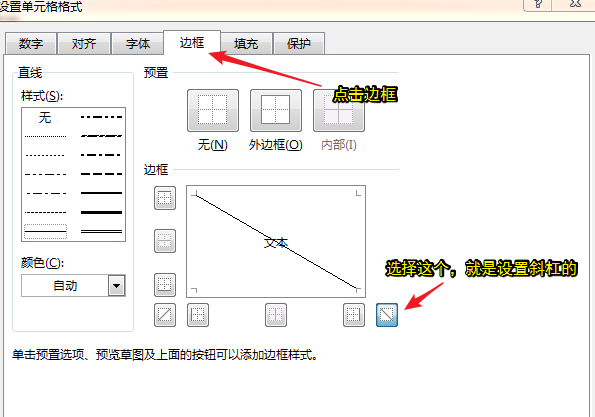 设置单元格格式
?
数字 对齐 字体 边框 填充 保护
直线 预置
样式(S):
点击边框
无
无(N) 外边框(O) 内部(I)
边框
文本
选择这个，就是设置斜杠的
颜色(C):
自动
单击预置选项、预览草图及上面的按钮可以添加边框样式。